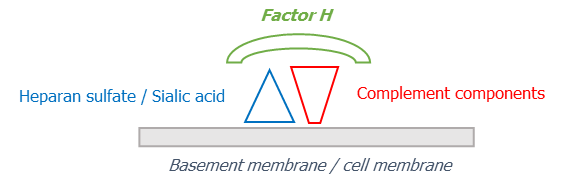 Factor H
Heparan sulfate / Sialic acid
Complement components
Basement membrane / cell membrane